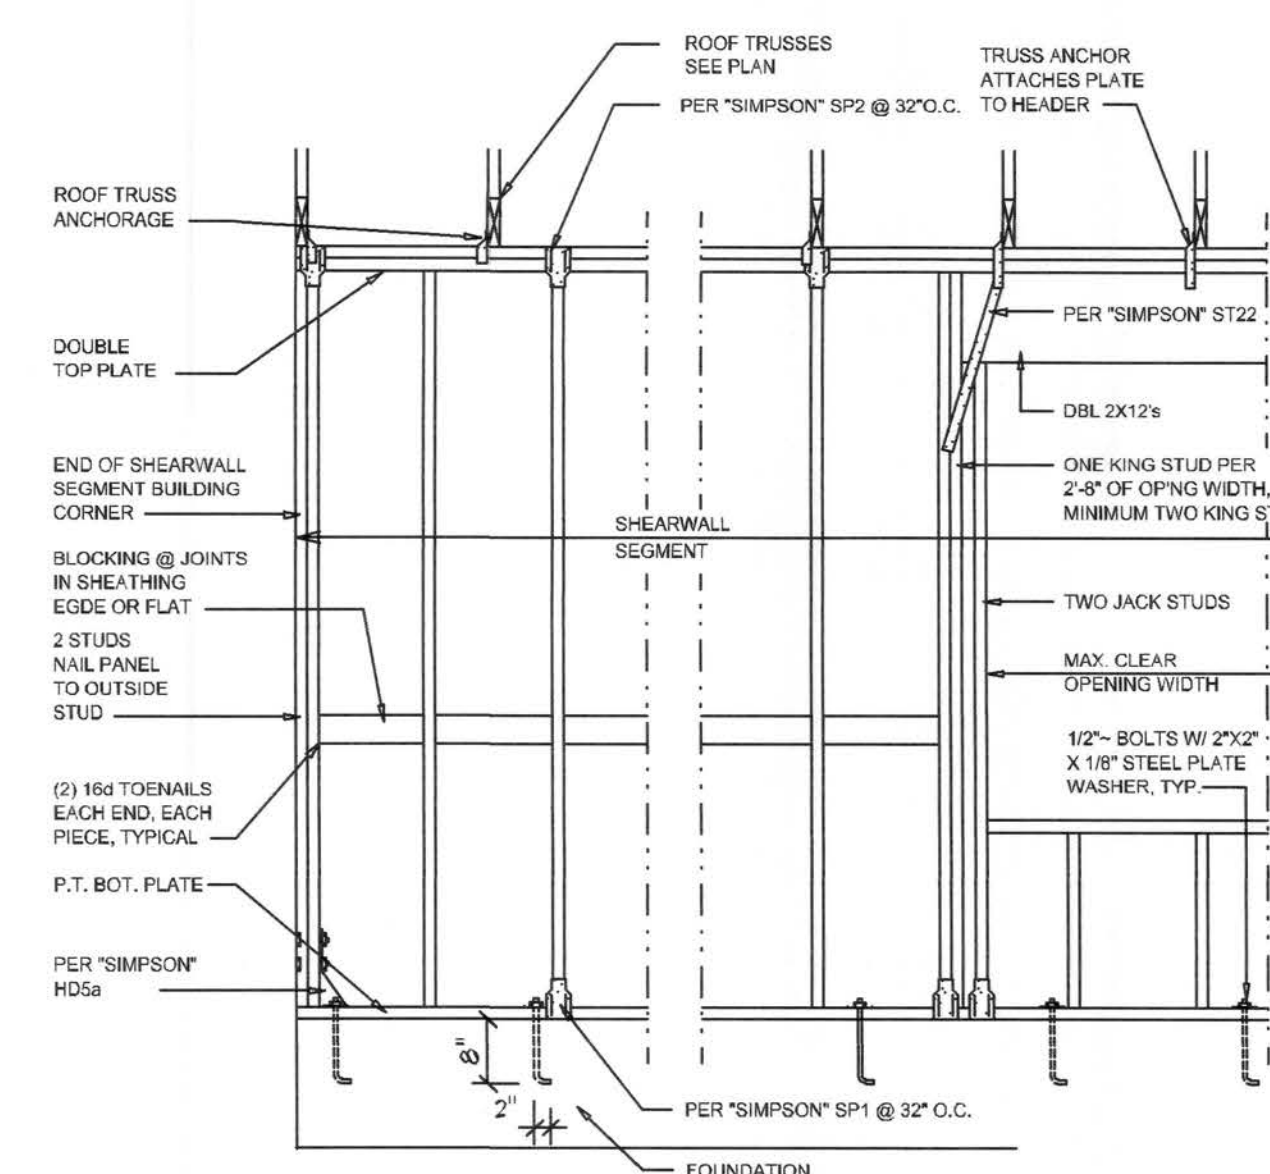 ROOF TRUSSES
SEE PLAN
PER "SIMPSON" SP2 @ 32"O.C.
TRUSS ANCHOR
ATTACHES PLATE
TO HEADER
ROOF TRUSS
ANCHORAGE
DOUBLE
TOP PLATE
END OF SHEARWALL
SEGMENT BUILDING
CORNER
BLOCKING @ JOINTS
IN SHEATHING
EGDE OR FLAT
2 STUDS
NAIL PANEL
TO OUTSIDE
STUD
(2) 16d TOENAILS
EACH END, EACH
PIECE, TYPICAL
P.T. BOT. PLATE
PER "SIMPSON"
HD5a
SHEARWALL
SEGMENT
PER "SIMPSON" ST22
DBL 2X12's
ONE KING STUD PER
2'-8" OF OP'NG WIDTH,
MINIMUM TWO KING
TWO JACK STUDS
MAX. CLEAR
OPENING WIDTH
1/2"~ BOLTS W/ 2"X2"
X 1/8" STEEL PLATE
WASHER, TYP.
8"
2"
PER "SIMPSON" SP1 @ 32" O.C.
FOUNDATION